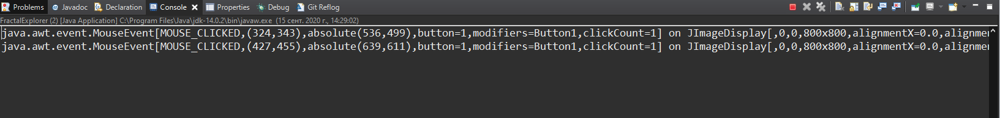 Problems Javadoc Declaration Console Properties Debug Git Reflog
FractalExplorer (2) [Java Application] C:\Program Files\Java\jdk-14.0.2\bin\javaw.exe (15 сент. 2020 г., 14:29:02)
java.awt.event.MouseEvent[MOUSE_CLICKED,(324,343),absolute(536,499),button=1,modifiers=Button1,clickCount=1] on JImageDisplay[,0,0,800x800,alignmentX=0.0,alignme
java.awt.event.MouseEvent[MOUSE_CLICKED,(427,455),absolute(639,611),button=1,modifiers=Button1,clickCount=1] on JImageDisplay[,0,0,800x800,alignmentX=0.0,alignme